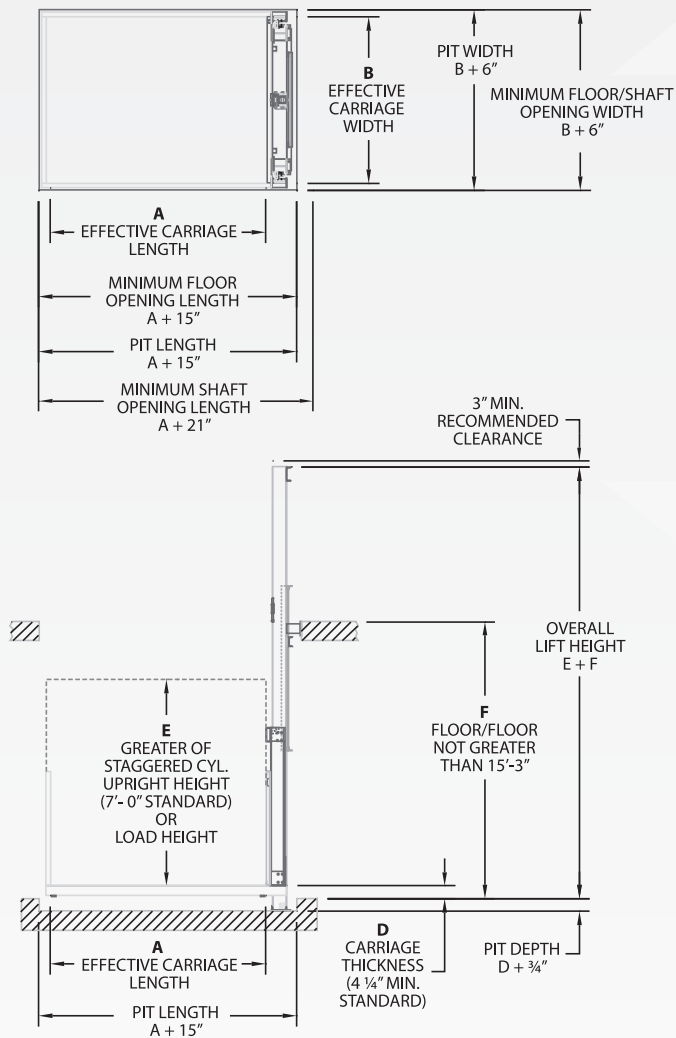 B
EFFECTIVE
CARRIAGE
WIDTH
PIT WIDTH
B + 6”
MINIMUM FLOOR/SHAFT
OPENING WIDTH
B + 6”
A
EFFECTIVE CARRIAGE
LENGTH
MINIMUM FLOOR
OPENING LENGTH
A + 15”
PIT LENGTH
A + 15”
MINIMUM SHAFT
OPENING LENGTH
A + 21”
3” MIN.
RECOMMENDED
CLEARANCE
OVERALL
LIFT HEIGHT
E + F
E
GREATER OF
STAGGERED CYL.
UPRIGHT HEIGHT
(7’- 0” STANDARD)
OR
LOAD HEIGHT
F
FLOOR/FLOOR
NOT GREATER
THAN 15’-3”
A
EFFECTIVE CARRIAGE
LENGTH
PIT LENGTH
A + 15”
D
CARRIAGE
THICKNESS
(4 ¼” MIN.
STANDARD)
PIT DEPTH
D + ¾”